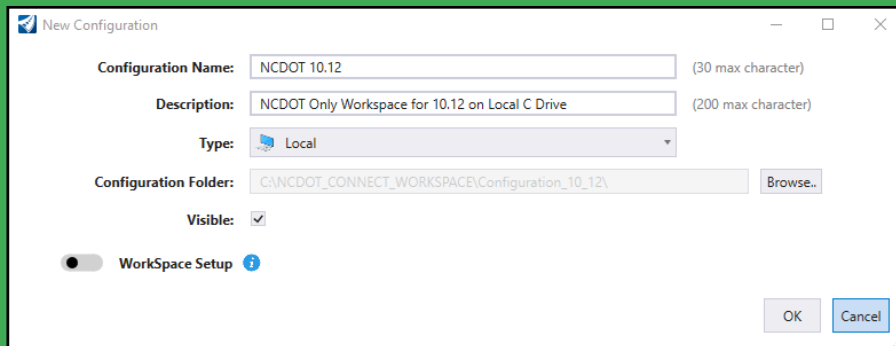 New Configuration
Configuration Name: NCDOT 10.12 (30 max character)
Description: NCDOT Only Workspace for 10.12 on Local C Drive (200 max character)
Type: Local
Configuration Folder: C:\NCDOT_CONNECT_WORKSPACE\Configuration_10_12\ Browse..
Visible:
WorkSpace Setup i
OK Cancel